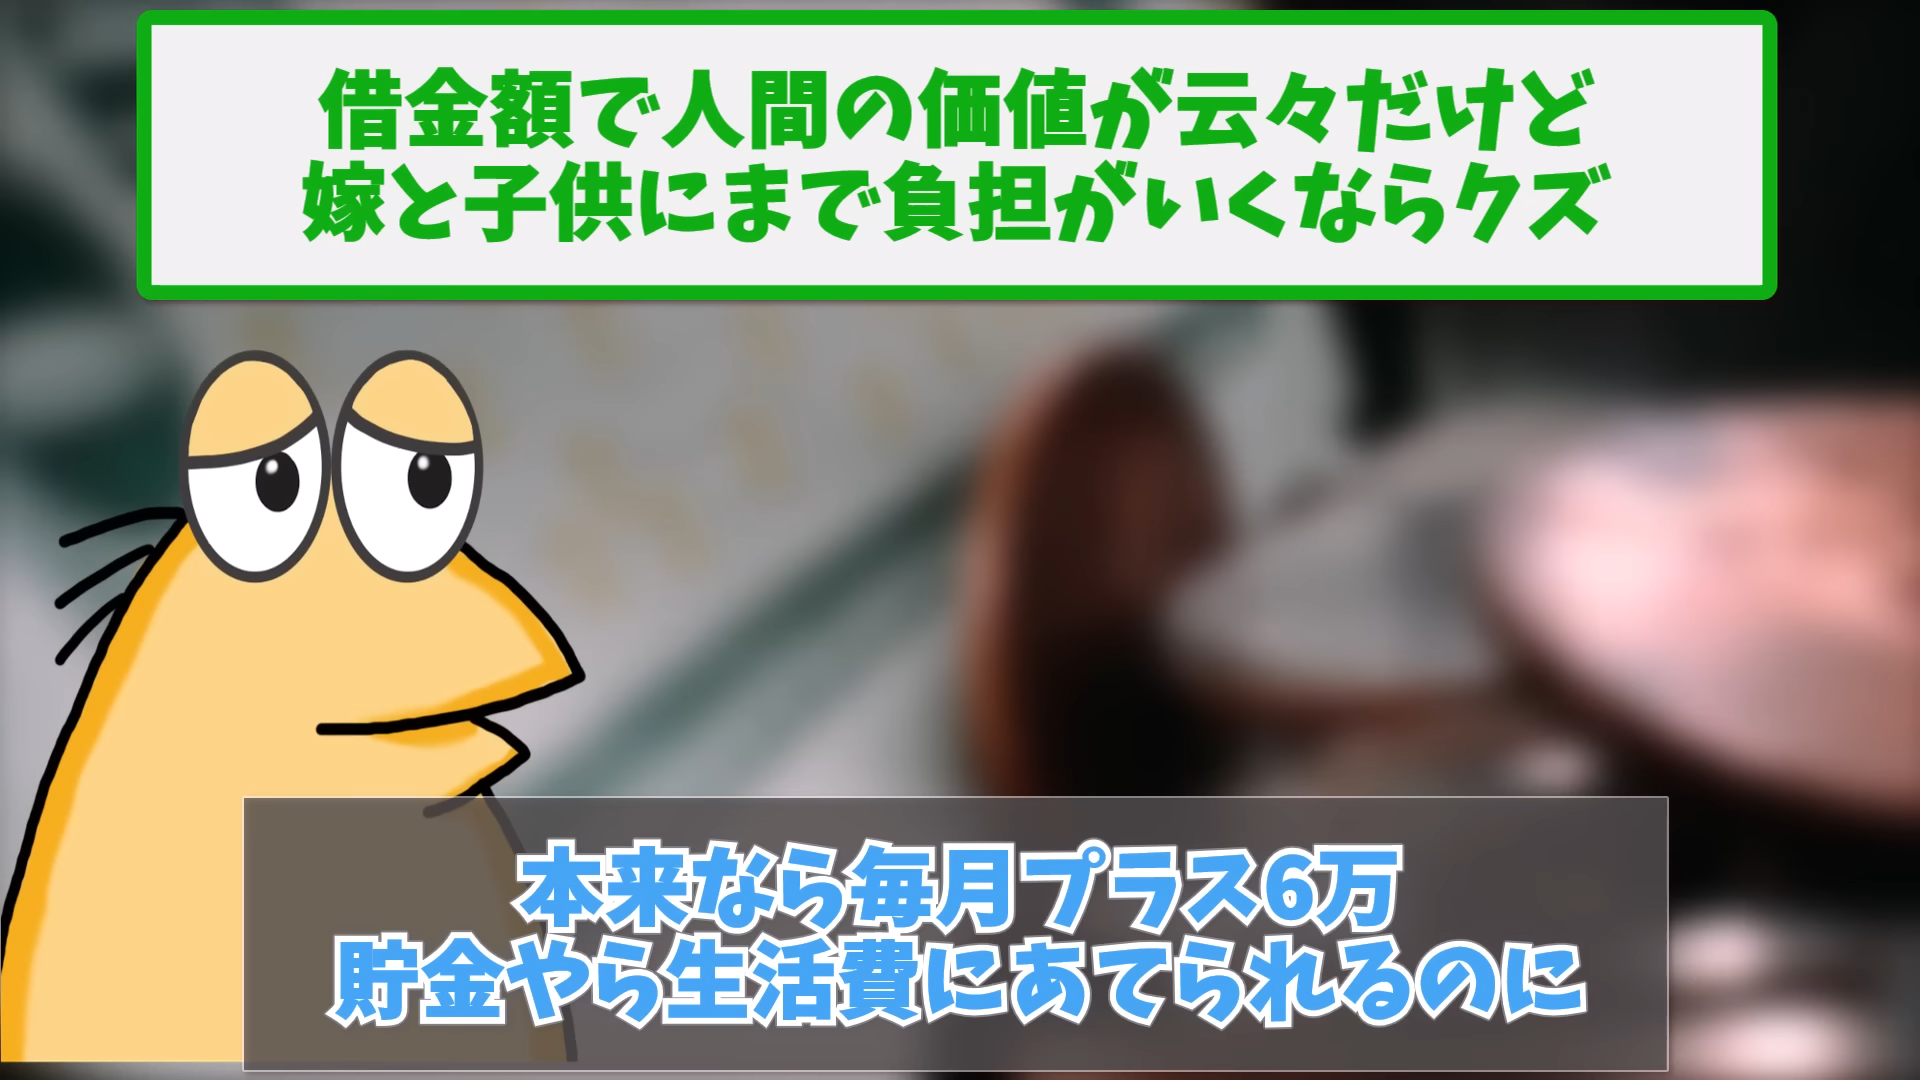 借金額で人間の価値が云々だけど
嫁と子供にまで負担がいくならクズ
本来なら毎月プラス6万
貯金やら生活費にあてられるのに